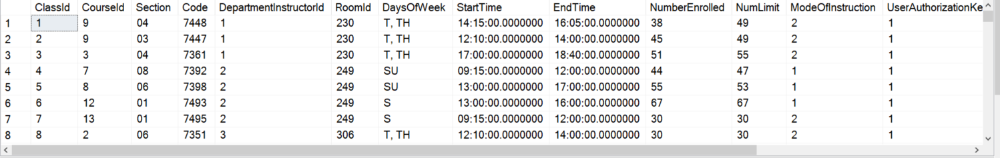 ClassId CourseId Section Code DepartmentInstructorId RoomId DaysOfWeek StartTime EndTime NumberEnrolled NumLimit ModeOfInstruction UserAuthorizationKe
1 1 9 04 7448 1 230 T, TH 14:15:00.0000000 16:05:00.0000000 38 49 2 1
2 2 9 03 7447 1 230 T, TH 12:10:00.0000000 14:00:00.0000000 45 49 2 1
3 3 3 04 7361 1 230 T, TH 17:00:00.0000000 18:40:00.0000000 51 55 2 1
4 4 7 08 7392 2 249 SU 09:15:00.0000000 12:00:00.0000000 44 47 1 1
5 5 8 06 7398 2 249 SU 13:00:00.0000000 17:00:00.0000000 55 53 1 1
6 6 12 01 7493 2 249 S 13:00:00.0000000 16:00:00.0000000 67 67 1 1
7 7 13 01 7495 2 249 S 09:15:00.0000000 12:00:00.0000000 30 30 2 1
8 8 2 06 7351 3 306 T, TH 12:10:00.0000000 14:00:00.0000000 30 30 2 1